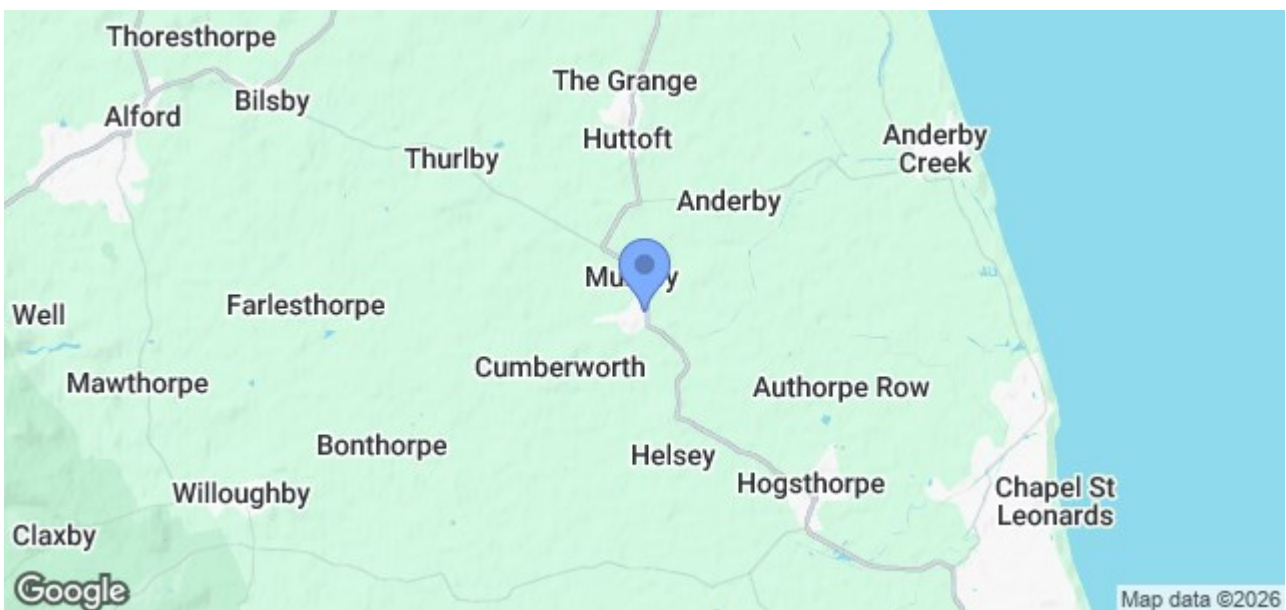 Thoresthorpe
The Grange
Bilsby
Alford
Huttoft
Anderby
Creek
Thurlby
Anderby
Farlesthorpe
Well
Cumberworth
Mawthorpe
Authorpe Row
Bonthorpe
Helsey
Hogsthorpe
Willoughby
Chapel St
Leonards
Claxby
Google
Map data ©2026